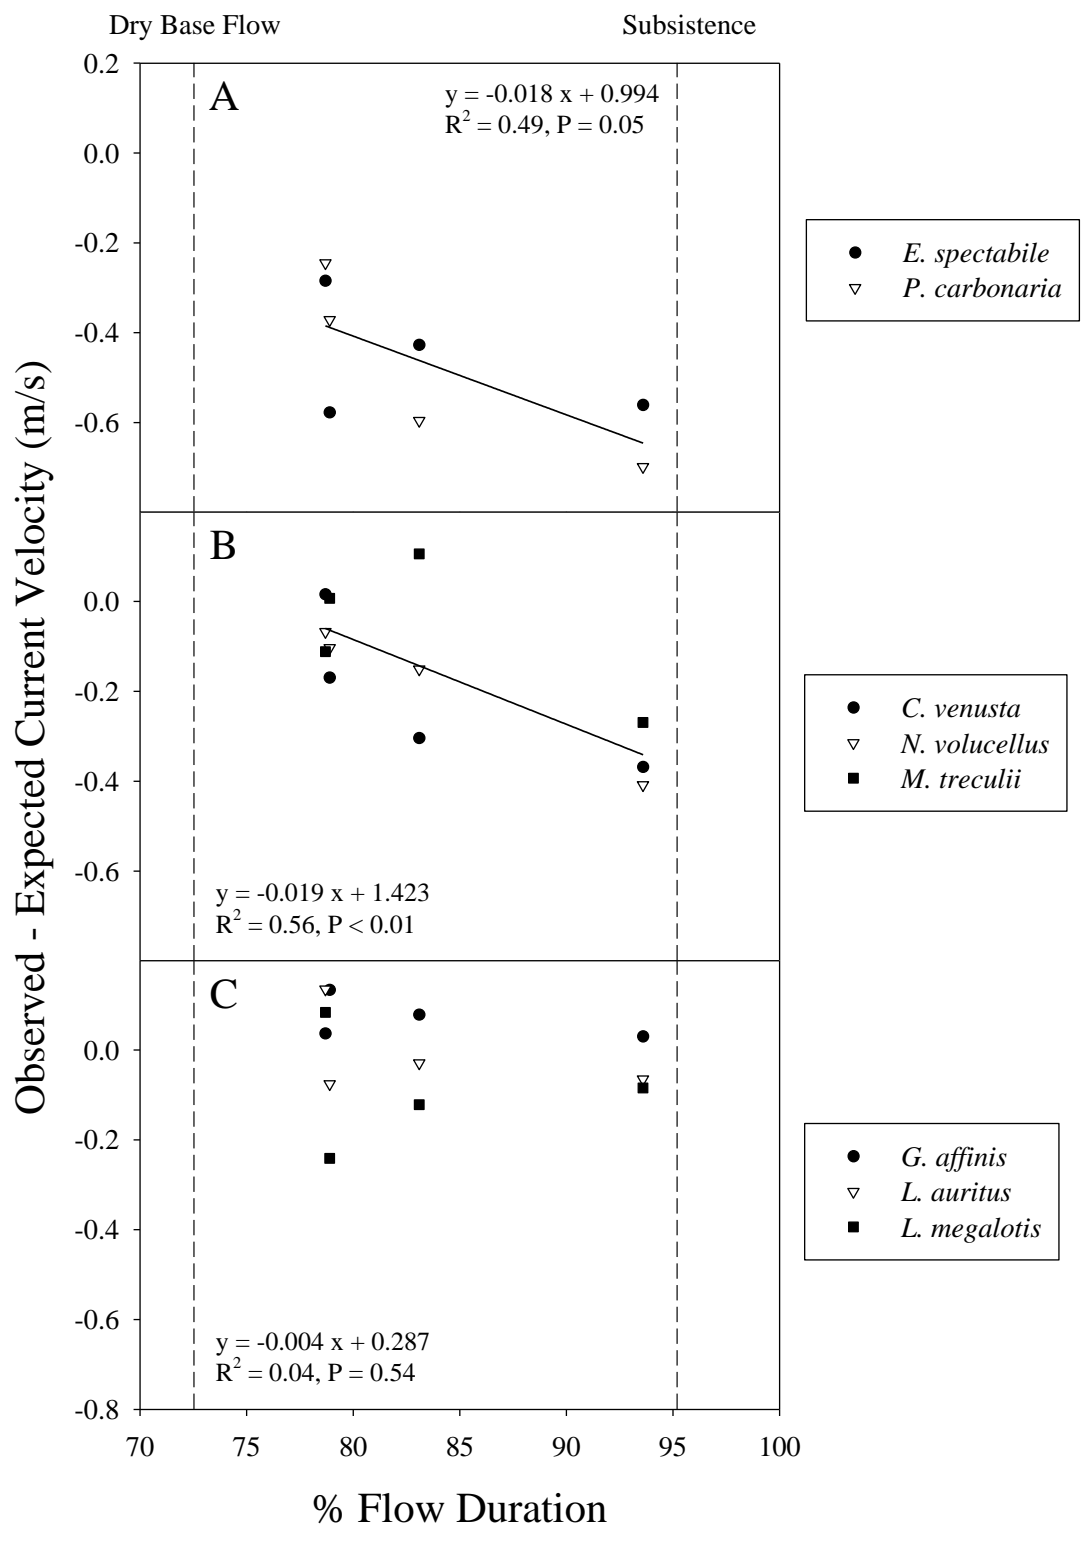 Dry Base Flow
Subsistence
0.2
0.0
-0.2
-0.4
-0.6
A
y = -0.018 x + 0.994
R² = 0.49, P = 0.05
E. spectabile
P. carbonaria
Observed - Expected Current Velocity (m/s)
0.0
-0.2
-0.4
-0.6
B
y = -0.019 x + 1.423
R² = 0.56, P < 0.01
C. venusta
N. volucellus
M. treculii
0.0
-0.2
-0.4
-0.6
-0.8
C
y = -0.004 x + 0.287
R² = 0.04, P = 0.54
G. affinis
L. auritus
L. megalotis
70 75 80 85 90 95 100
% Flow Duration